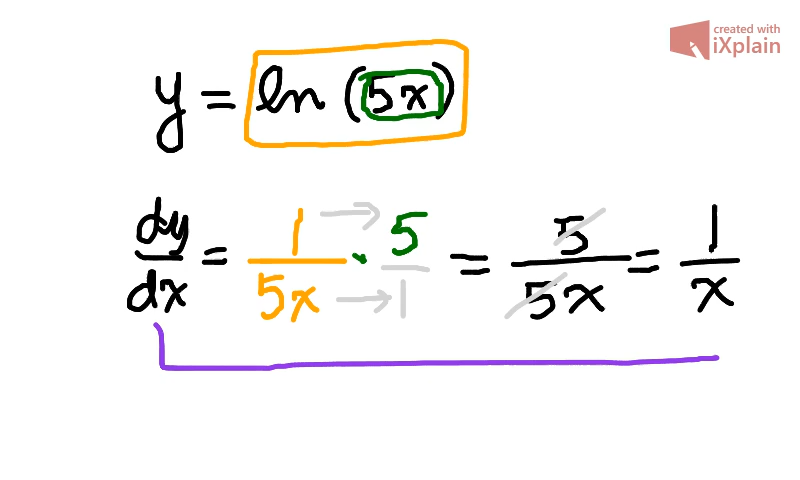 created with
iXplain
y = ln (5x)
dy/dx = 1/5x · 5/1 = 5/5x = 1/x